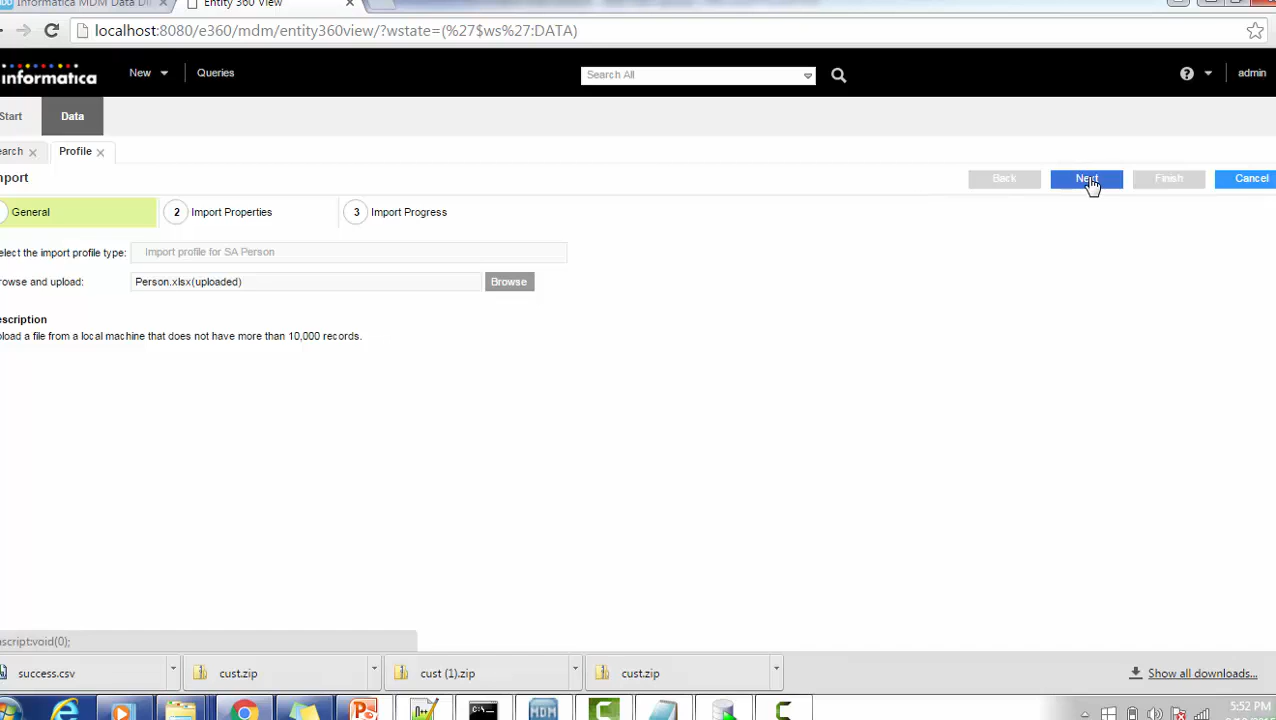 Informatica MDM Data Di
Entity 360 View
localhost:8080/e360/mdm/entity360view/?wstate=(%27$ws%27:DATA)
informatica
New
Queries
Search All
admin
Start
Data
earch
Profile
mport
Back
Next
Finish
Cancel
General
2 Import Properties
3 Import Progress
elect the import profile type:
Import profile for SA Person
rowse and upload:
Person.xlsx(uploaded)
Browse
escription
pload a file from a local machine that does not have more than 10,000 records.
ascript:void(0);
success.csv
cust.zip
cust (1).zip
cust.zip
Show all downloads...
MDM
5:52 PM